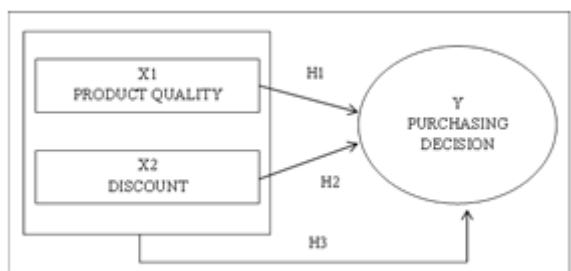 X1
PRODUCT QUALITY
H1
Y
PURCHASING
DECISION
X2
DISCOUNT
H2
H3